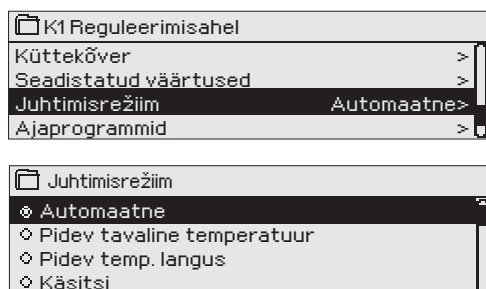 K1 Reguleerimisahel
Küttekõver >
Seadistatud väärtused >
Juhtimisrežiim Automaatne>
Ajaprogrammid >
Juhtimisrežiim
Automaatne
Pidev tavaline temperatuur
Pidev temp. langus
Käsitsi